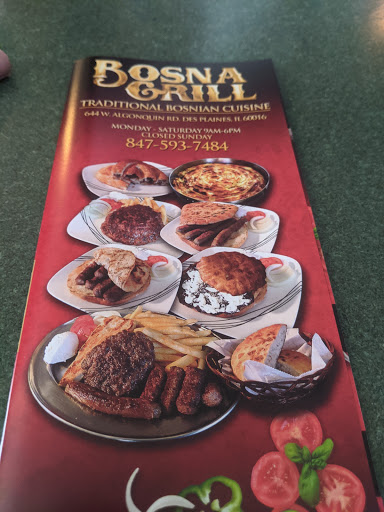 BOSNA
GRILL
TRADITIONAL BOSNIAN CUISINE
644 W. ALGONQUIN RD. DES PLAINES, IL 60016
MONDAY - SATURDAY 9AM-6PM
CLOSED SUNDAY
847-593-7484